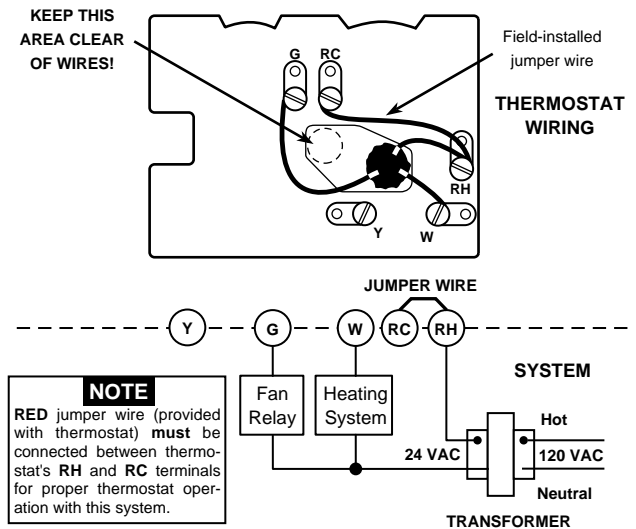 KEEP THIS
AREA CLEAR
OF WIRES!
G
RC
Field-installed
jumper wire
THERMOSTAT
WIRING
RH
Y
W
JUMPER WIRE
Y
G
W
RC
RH
SYSTEM
NOTE
RED jumper wire (provided
with thermostat) must be
connected between thermo-
stat's RH and RC terminals
for proper thermostat oper-
ation with this system.
Fan
Relay
Heating
System
Hot
24 VAC
120 VAC
Neutral
TRANSFORMER